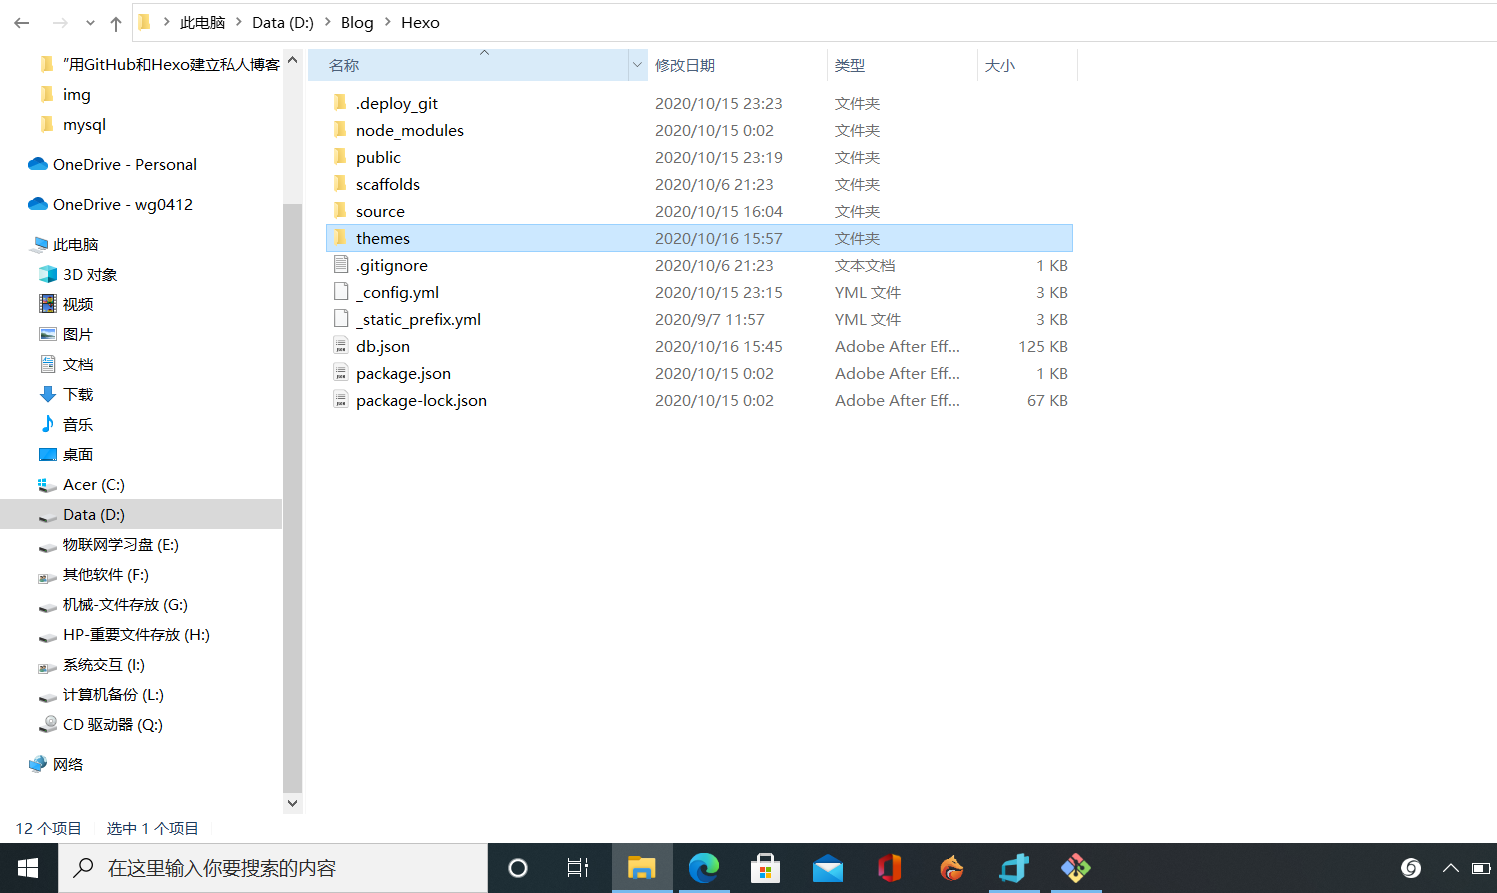 此电脑 Data (D:) Blog Hexo
"用GitHub和Hexo建立私人博客
img
mysql
OneDrive - Personal
OneDrive - wg0412
此电脑
3D 对象
视频
图片
文档
下载
音乐
桌面
Acer (C:)
Data (D:)
物联网学习盘 (E:)
其他软件 (F:)
机械-文件存放 (G:)
HP-重要文件存放 (H:)
系统交互 (I:)
计算机备份 (L:)
CD 驱动器 (Q:)
网络
名称 修改日期 类型 大小
.deploy_git 2020/10/15 23:23 文件夹
node_modules 2020/10/15 0:02 文件夹
public 2020/10/15 23:19 文件夹
scaffolds 2020/10/6 21:23 文件夹
source 2020/10/15 16:04 文件夹
themes 2020/10/16 15:57 文件夹
.gitignore 2020/10/6 21:23 文本文档 1 KB
_config.yml 2020/10/15 23:15 YML 文件 3 KB
_static_prefix.yml 2020/9/7 11:57 YML 文件 3 KB
db.json 2020/10/16 15:45 Adobe After Eff... 125 KB
package.json 2020/10/15 0:02 Adobe After Eff... 1 KB
package-lock.json 2020/10/15 0:02 Adobe After Eff... 67 KB
12 个项目 选中 1 个项目
在这里输入你要搜索的内容